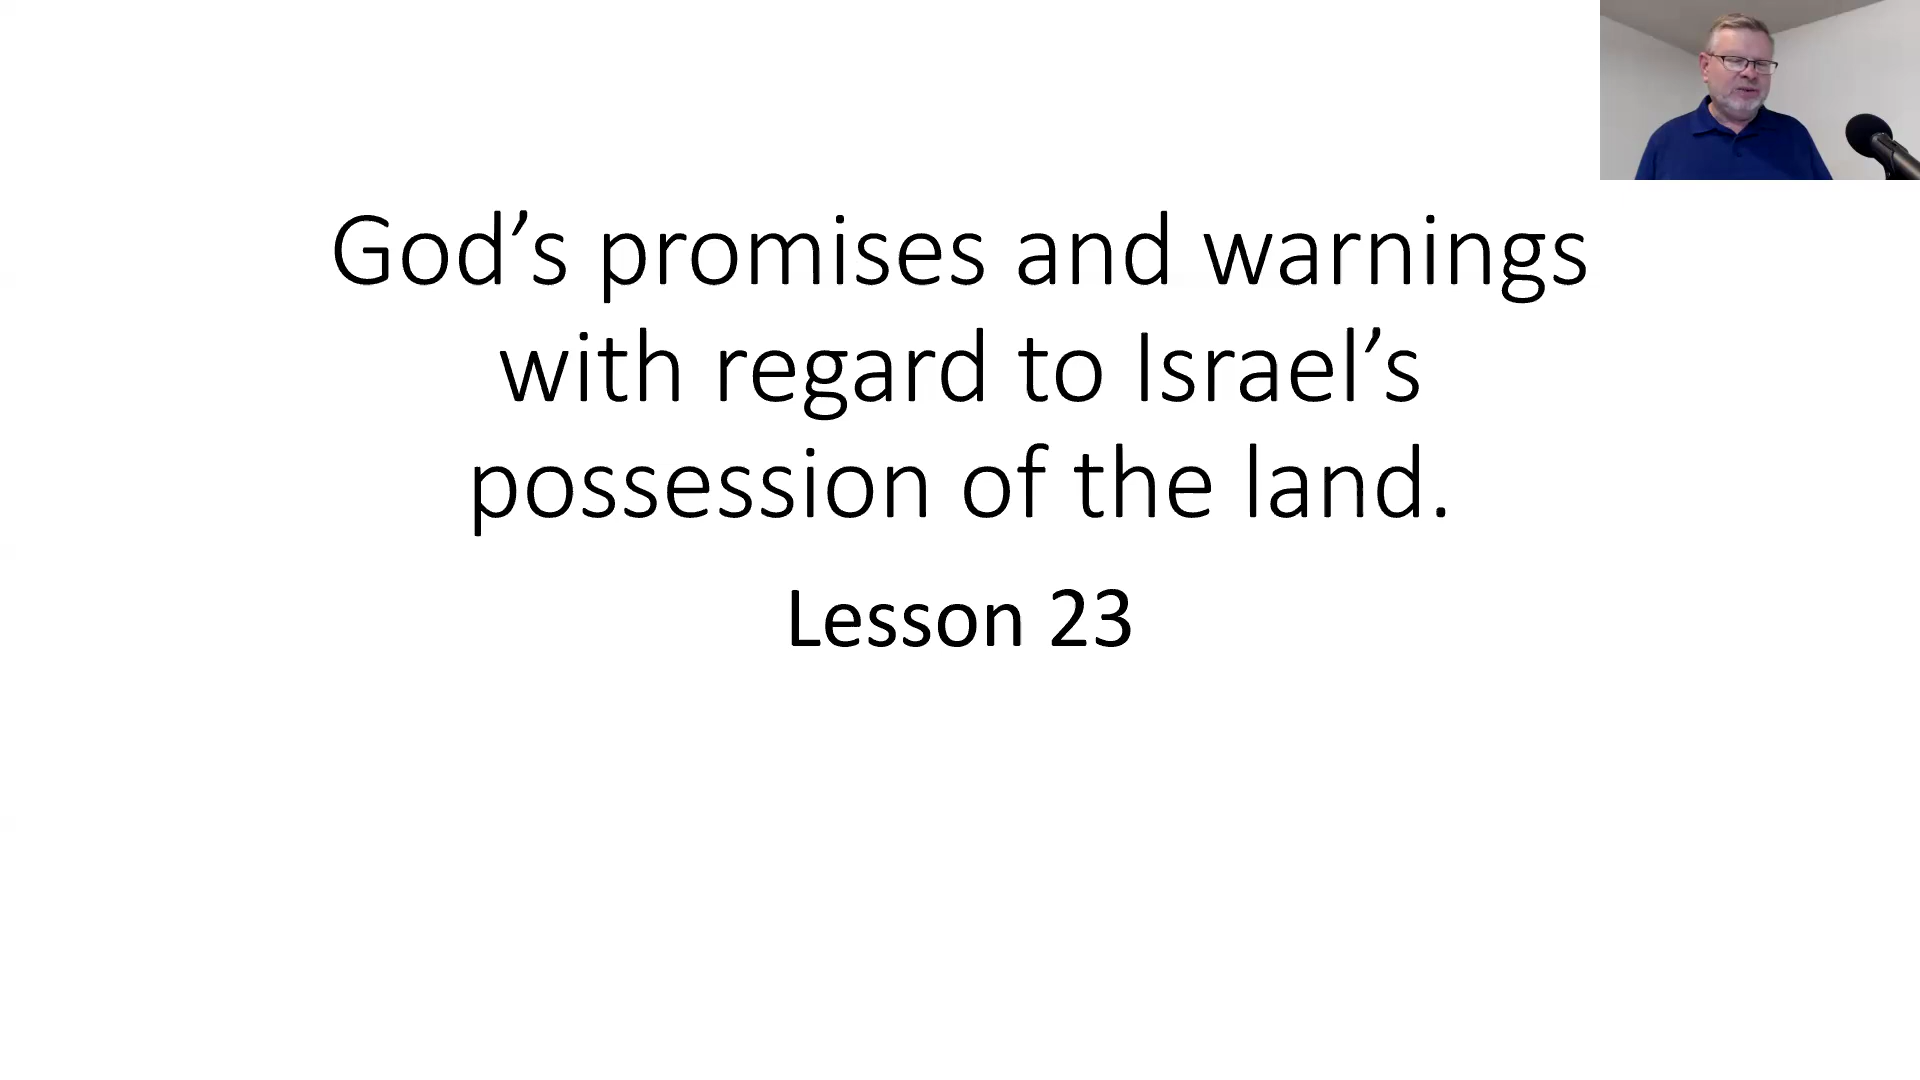 God’s promises and warnings
with regard to Israel’s
possession of the land.
Lesson 23